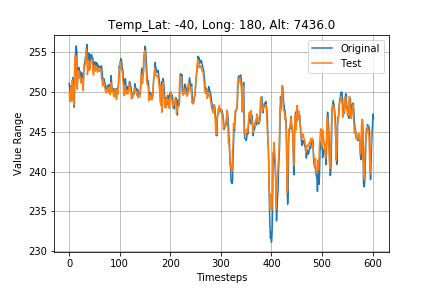 Temp_Lat: -40, Long: 180, Alt: 7436.0
Original
Test
Value Range
255
250
245
240
235
230
0 100 200 300 400 500 600
Timesteps